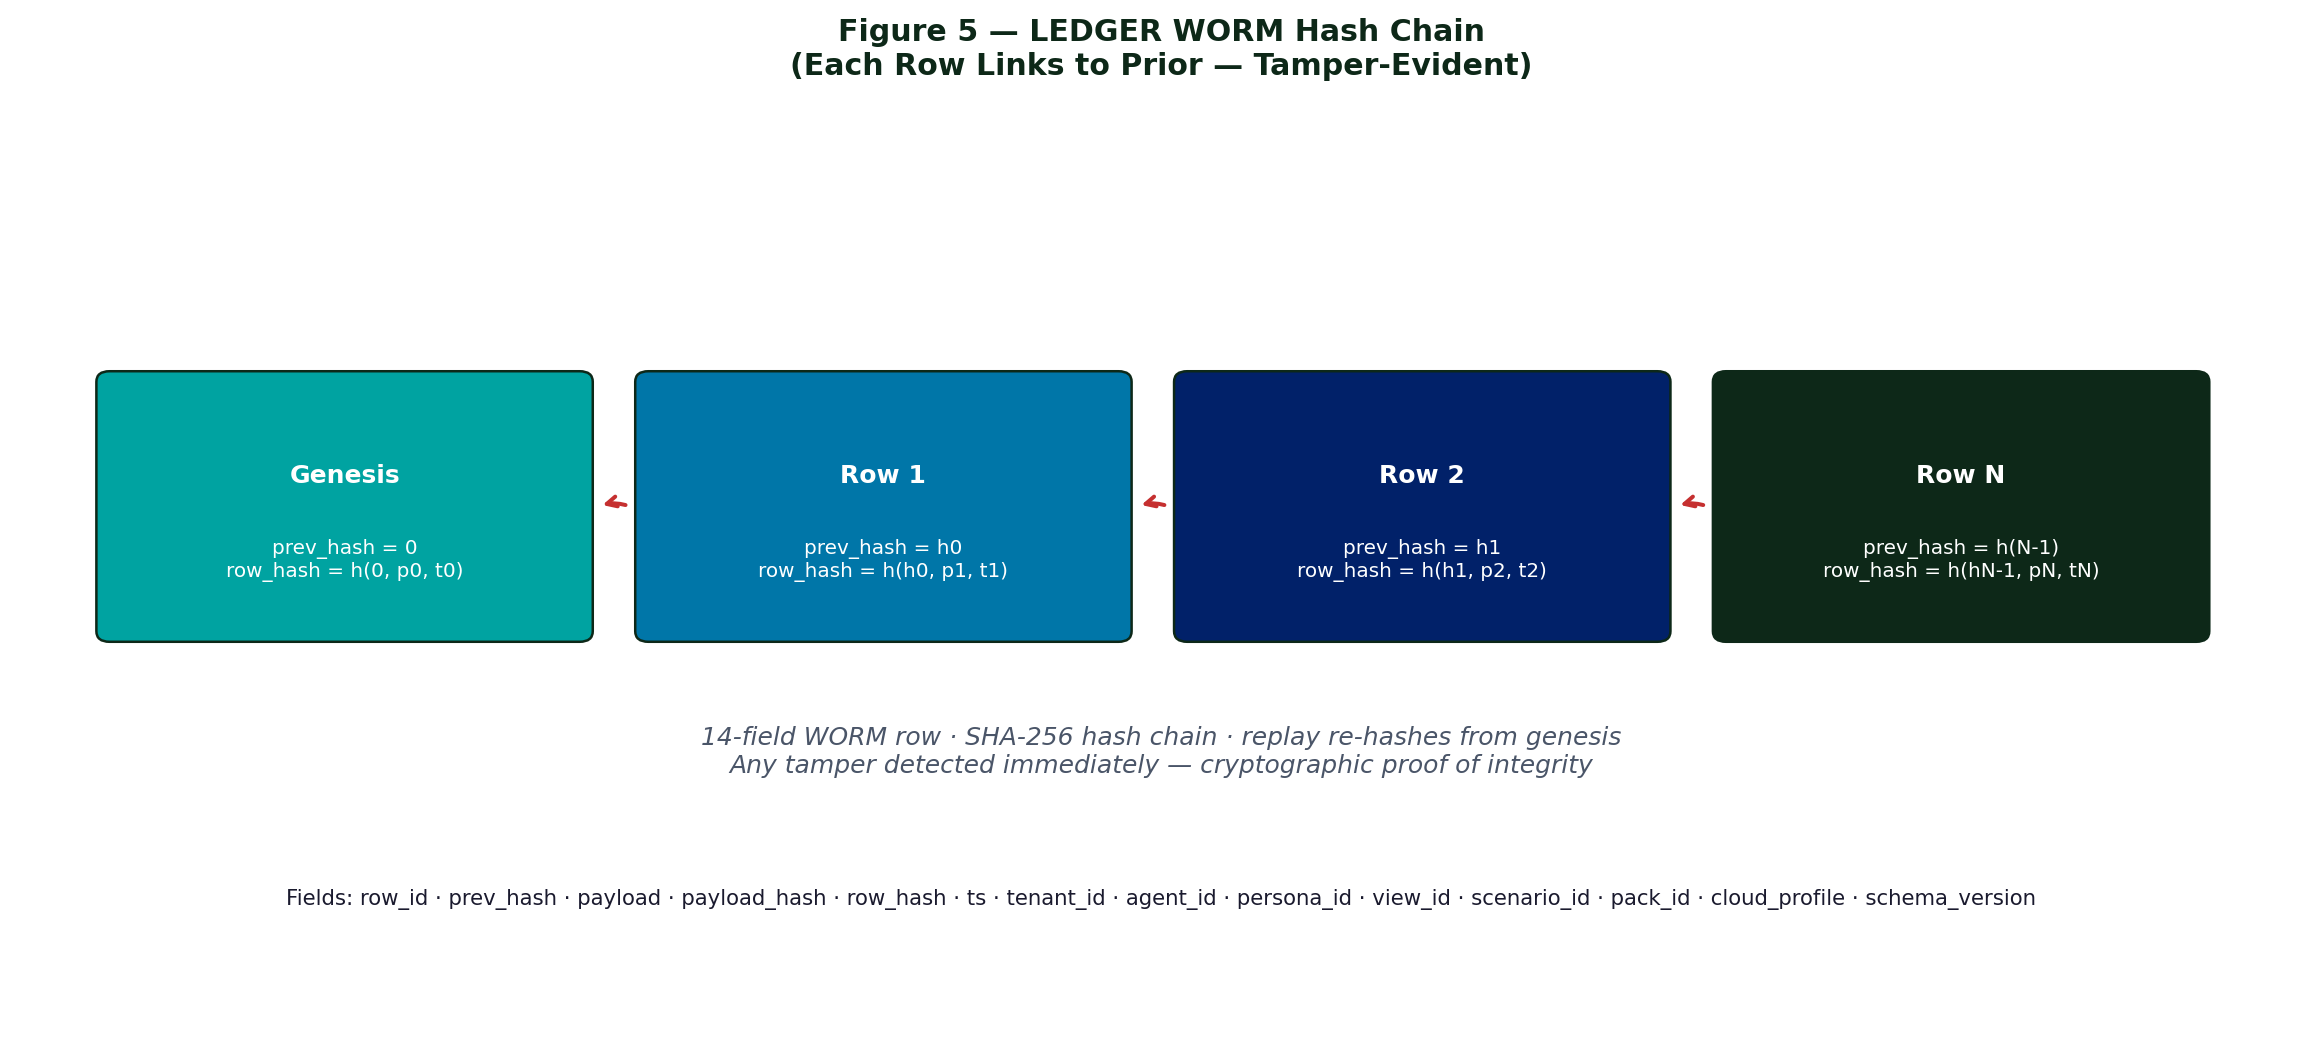 Figure 5 — LEDGER WORM Hash Chain
(Each Row Links to Prior — Tamper-Evident)
Genesis
prev_hash = 0
row_hash = h(0, p0, t0)
Row 1
prev_hash = h0
row_hash = h(h0, p1, t1)
Row 2
prev_hash = h1
row_hash = h(h1, p2, t2)
Row N
prev_hash = h(N-1)
row_hash = h(hN-1, pN, tN)
14-field WORM row · SHA-256 hash chain · replay re-hashes from genesis
Any tamper detected immediately — cryptographic proof of integrity
Fields: row_id · prev_hash · payload · payload_hash · row_hash · ts · tenant_id · agent_id · persona_id · view_id · scenario_id · pack_id · cloud_profile · schema_version